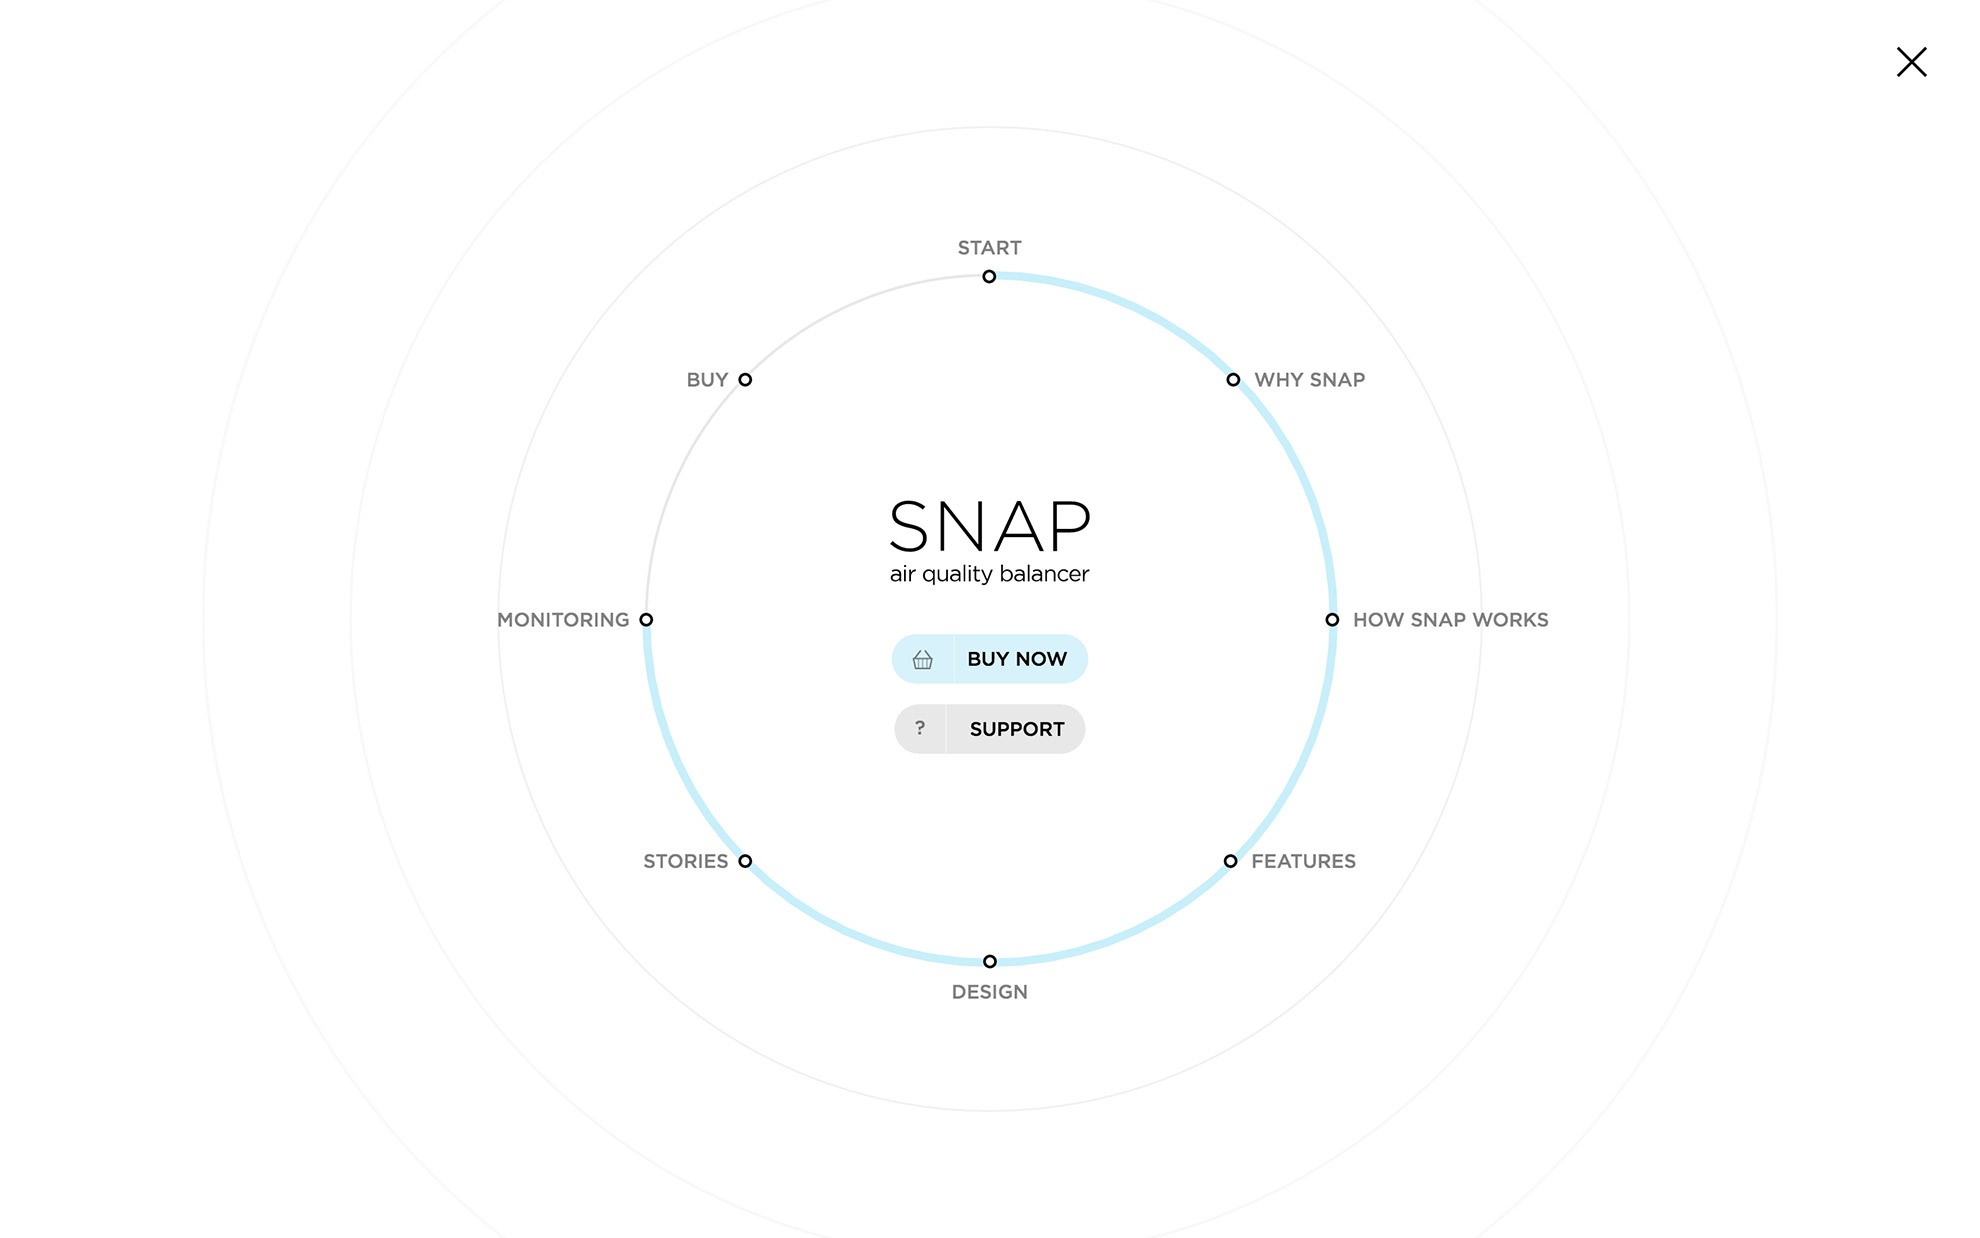 START
BUY
WHY SNAP
SNAP
air quality balancer
MONITORING
HOW SNAP WORKS
BUY NOW
? SUPPORT
STORIES
FEATURES
DESIGN